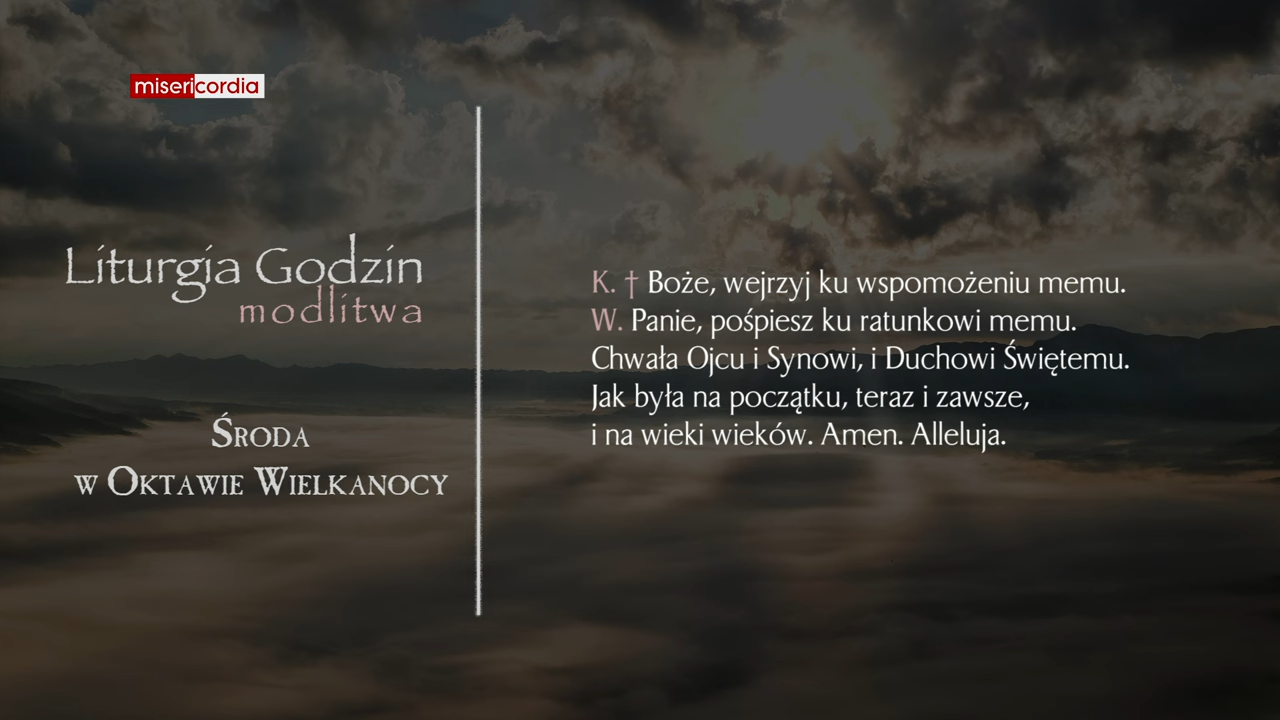 misericordia
Liturgia Godzin
modlitwa
Środa
w Oktawie Wielkanocy
K. † Boże, wejrzyj ku wspomożeniu memu.
W. Panie, pośpiesz ku ratunkowi memu.
Chwała Ojcu i Synowi, i Duchowi Świętemu.
Jak była na początku, teraz i zawsze,
i na wieki wieków. Amen. Alleluja.